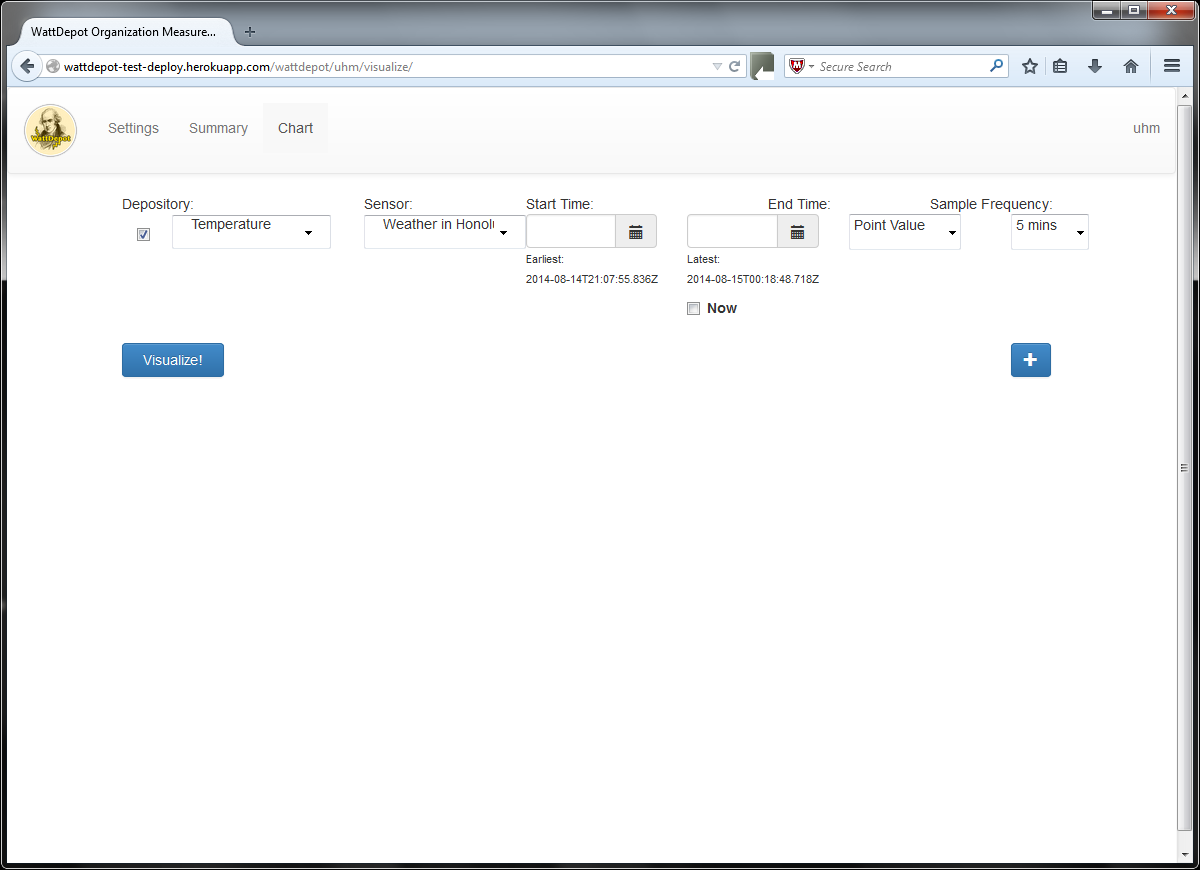 WattDepot Organization Measure...
wattdepot-test-deploy.herokuapp.com/wattdepot/uhm/visualize/
Secure Search
WattDepot
Settings Summary Chart uhm
Depository: Sensor: Start Time: End Time: Sample Frequency:
Temperature Weather in Honolu Point Value 5 mins
Earliest: Latest:
2014-08-14T21:07:55.836Z 2014-08-15T00:18:48.718Z
Now
Visualize!